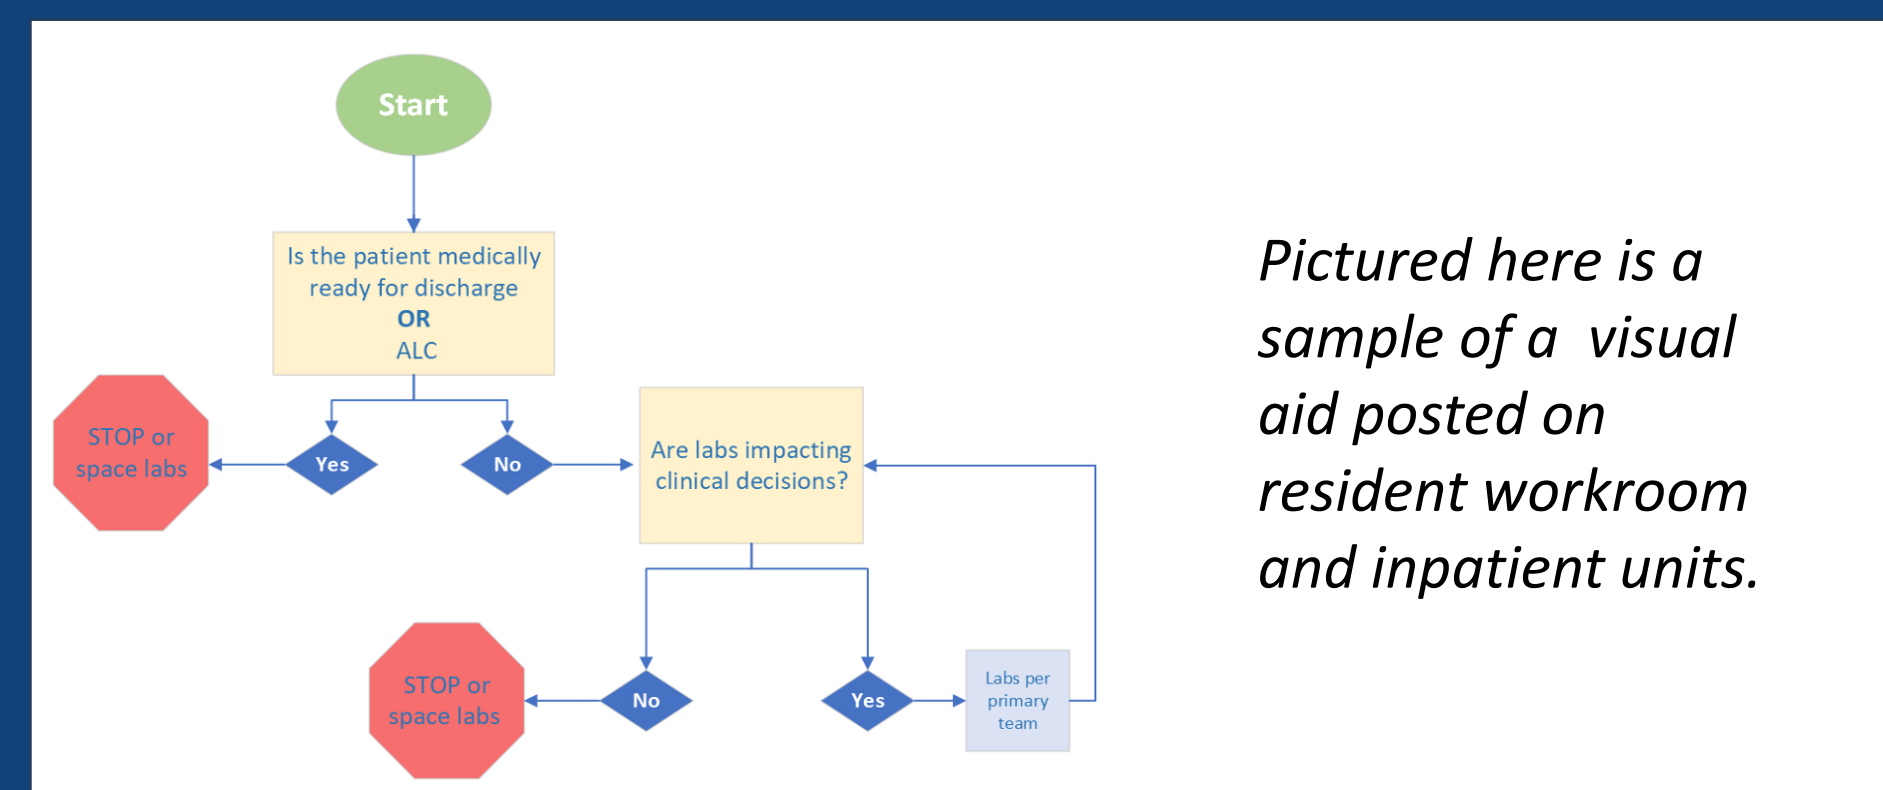 Start
Is the patient medically
ready for discharge
OR
ALC
STOP or
space labs
Yes
No
Are labs impacting
clinical decisions?
STOP or
space labs
No
Yes
Labs per
primary
team
Pictured here is a
sample of a  visual
aid posted on
resident workroom
and inpatient units.